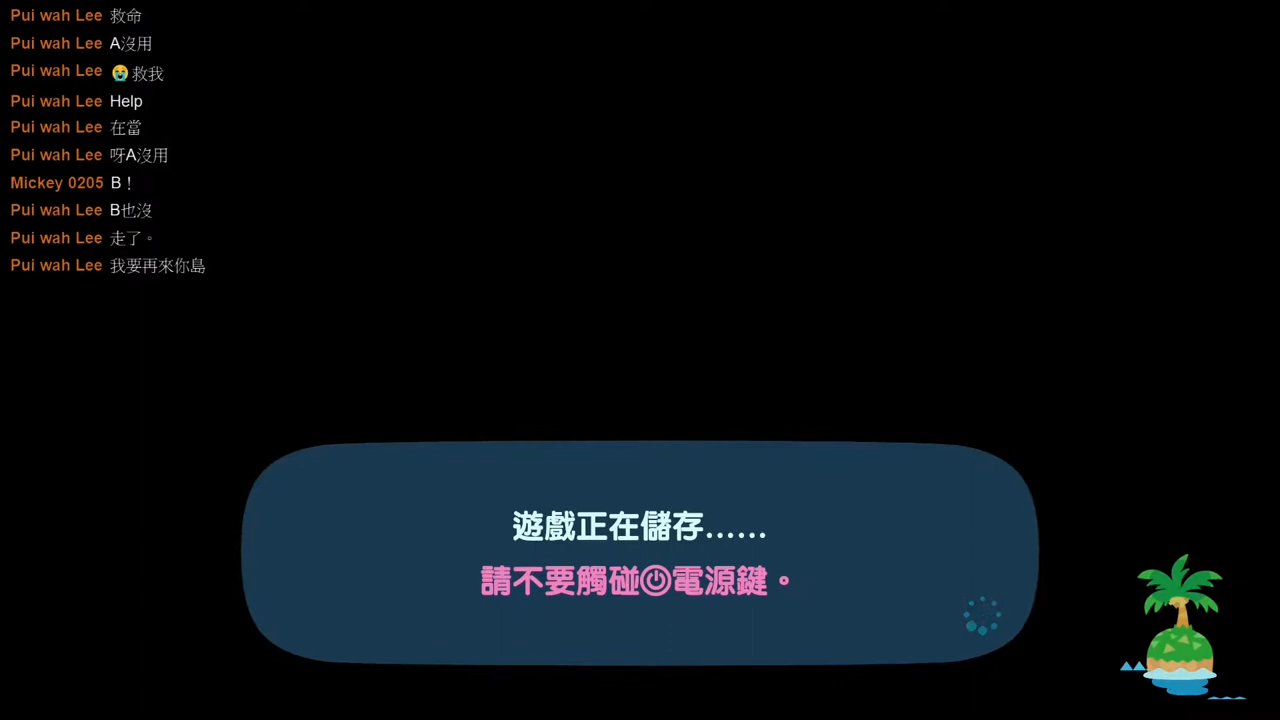 Pui wah Lee 救命
Pui wah Lee A沒用
Pui wah Lee 😭救我
Pui wah Lee Help
Pui wah Lee 在當
Pui wah Lee 呀A沒用
Mickey 0205 B！
Pui wah Lee B也沒
Pui wah Lee 走了。
Pui wah Lee 我要再來你島
遊戲正在儲存......
請不要觸碰⏻電源鍵。